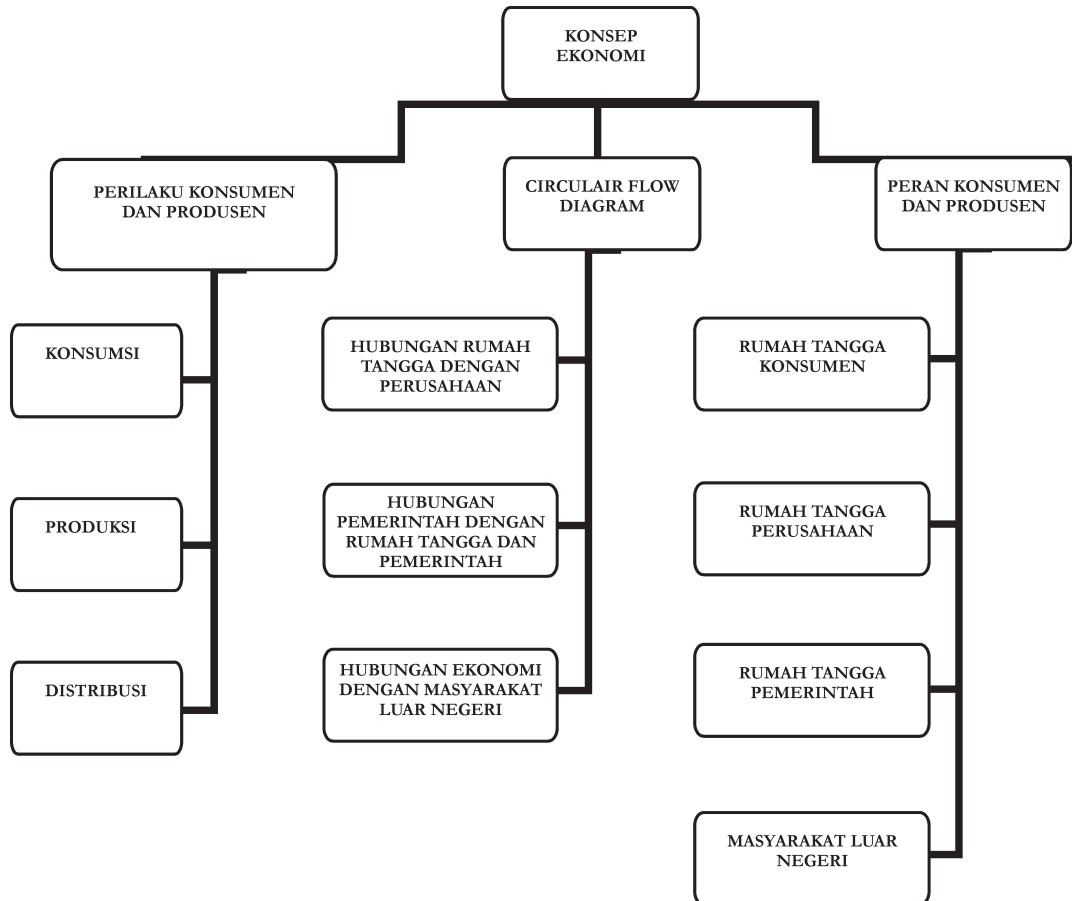 KONSEP
EKONOMI
PERILAKU KONSUMEN
DAN PRODUSEN
CIRCULAIR FLOW
DIAGRAM
PERAN KONSUMEN
DAN PRODUSEN
KONSUMSI
PRODUKSI
DISTRIBUSI
HUBUNGAN RUMAH
TANGGA DENGAN
PERUSAHAAN
HUBUNGAN
PEMERINTAH DENGAN
RUMAH TANGGA DAN
PEMERINTAH
HUBUNGAN EKONOMI
DENGAN MASYARAKAT
LUAR NEGERI
RUMAH TANGGA
KONSUMEN
RUMAH TANGGA
PERUSAHAAN
RUMAH TANGGA
PEMERINTAH
MASYARAKAT LUAR
NEGERI